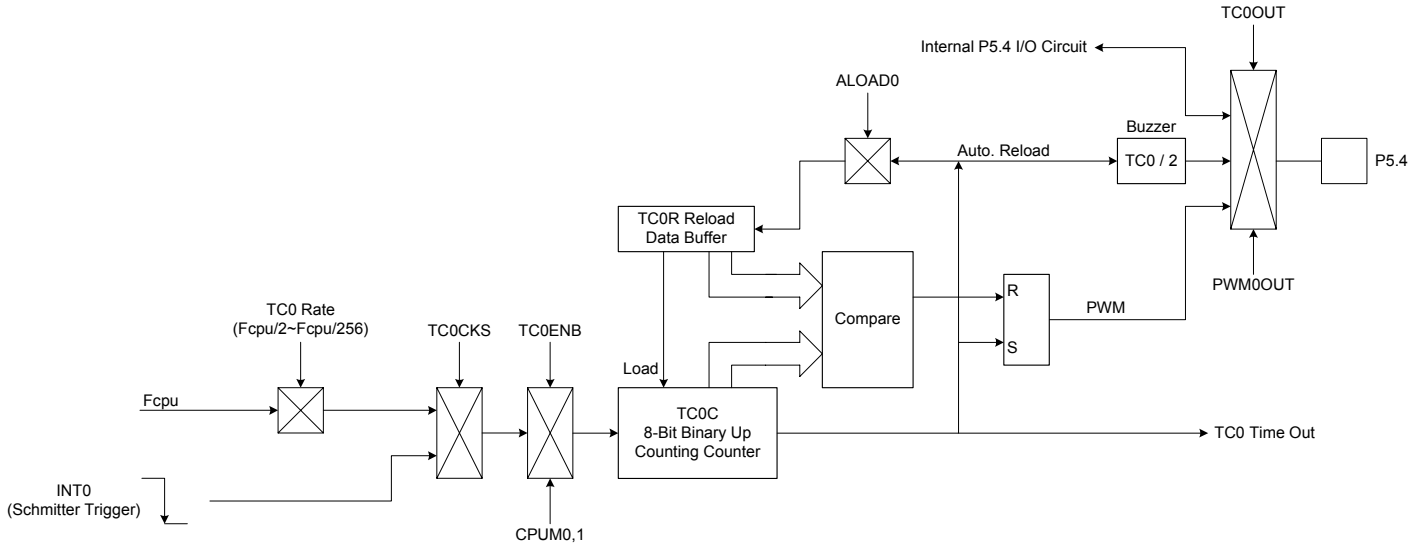 TC0OUT
Internal P5.4 I/O Circuit
ALOAD0
Buzzer
Auto. Reload
TC0 / 2
P5.4
TC0R Reload
Data Buffer
PWM0OUT
R
TC0 Rate
(Fcpu/2~Fcpu/256)
TC0CKS
TC0ENB
Compare
PWM
S
Load
Fcpu
TC0C
8-Bit Binary Up
Counting Counter
TC0 Time Out
INT0
(Schmitter Trigger)
CPUM0,1